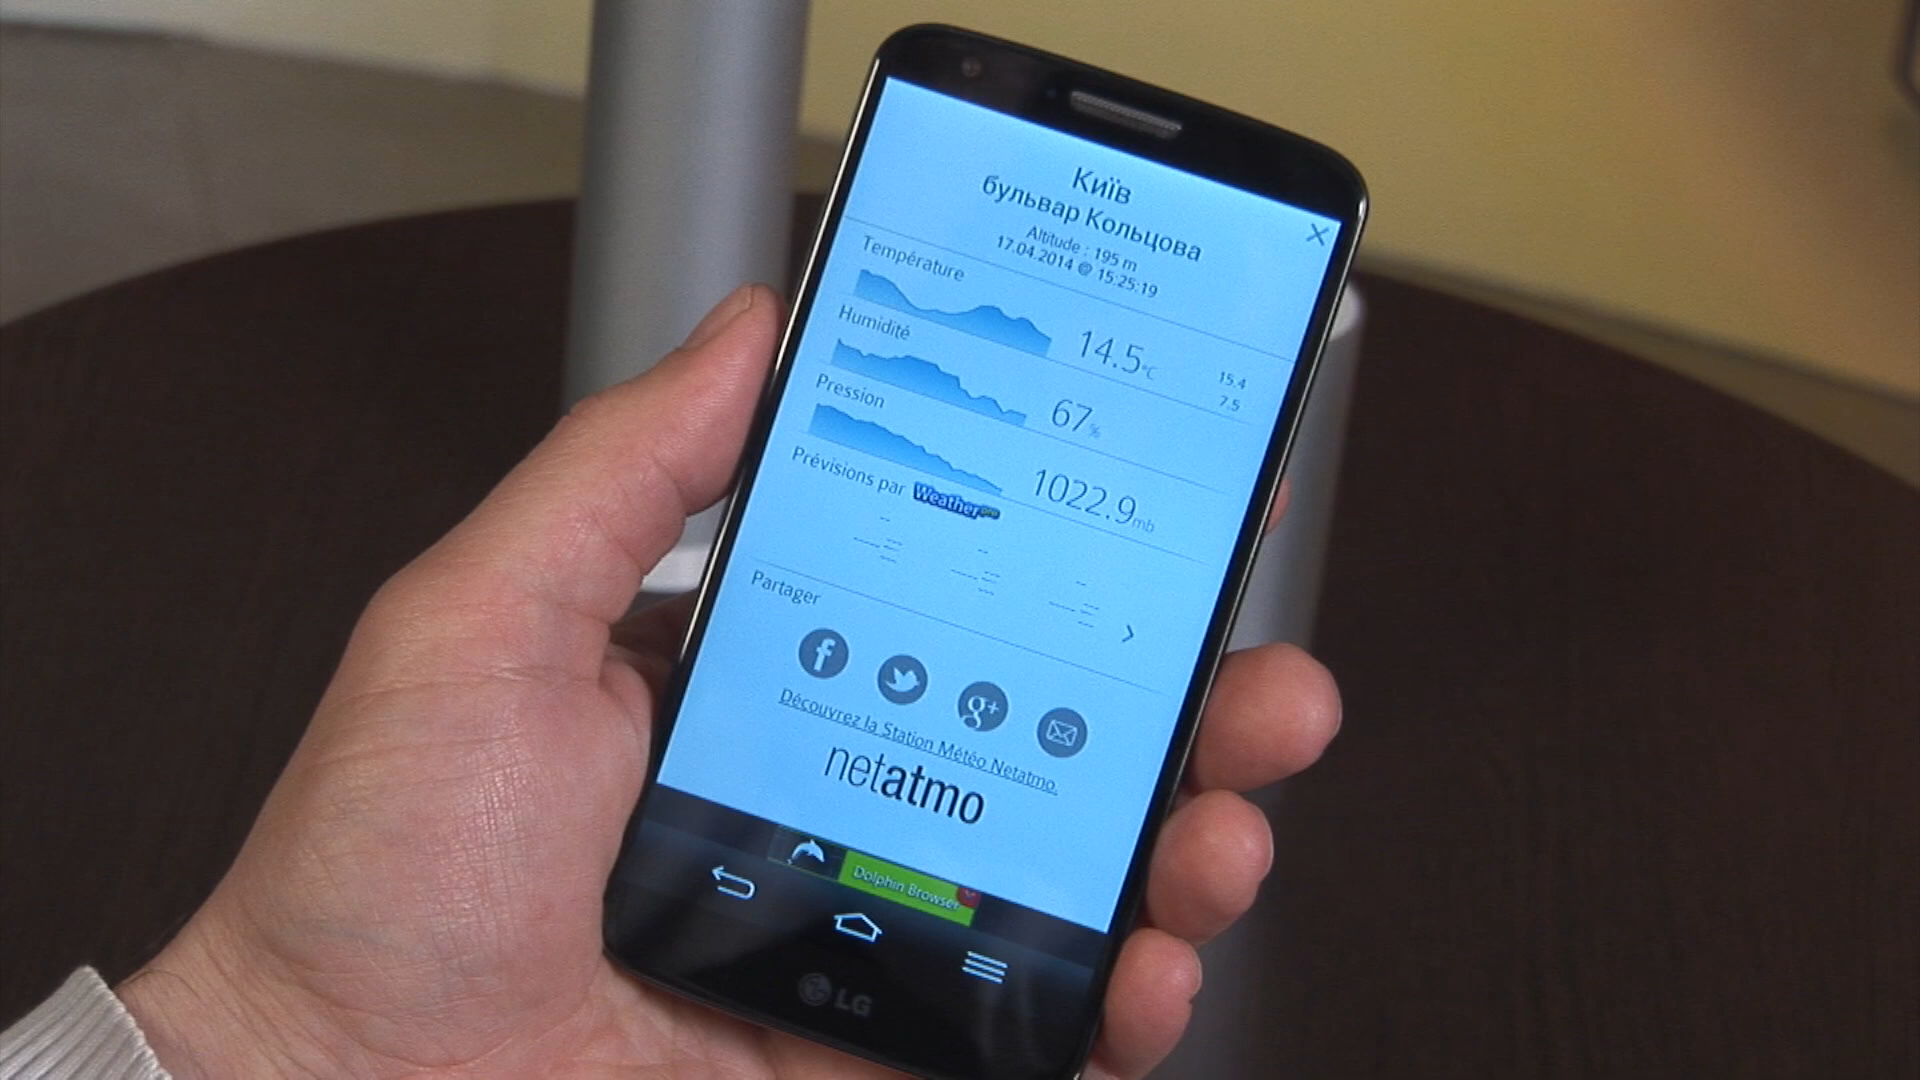 Київ
бульвар Кольцова
Altitude : 195 m
17.04.2014 @ 15:25:19
Température
14.5°C
15.4
7.5
Humidité
67%
Pression
1022.9mb
Prévisions par WeatherPro
Partager
Découvrez la Station Météo Netatmo.
netatmo
Dolphin Browser
LG